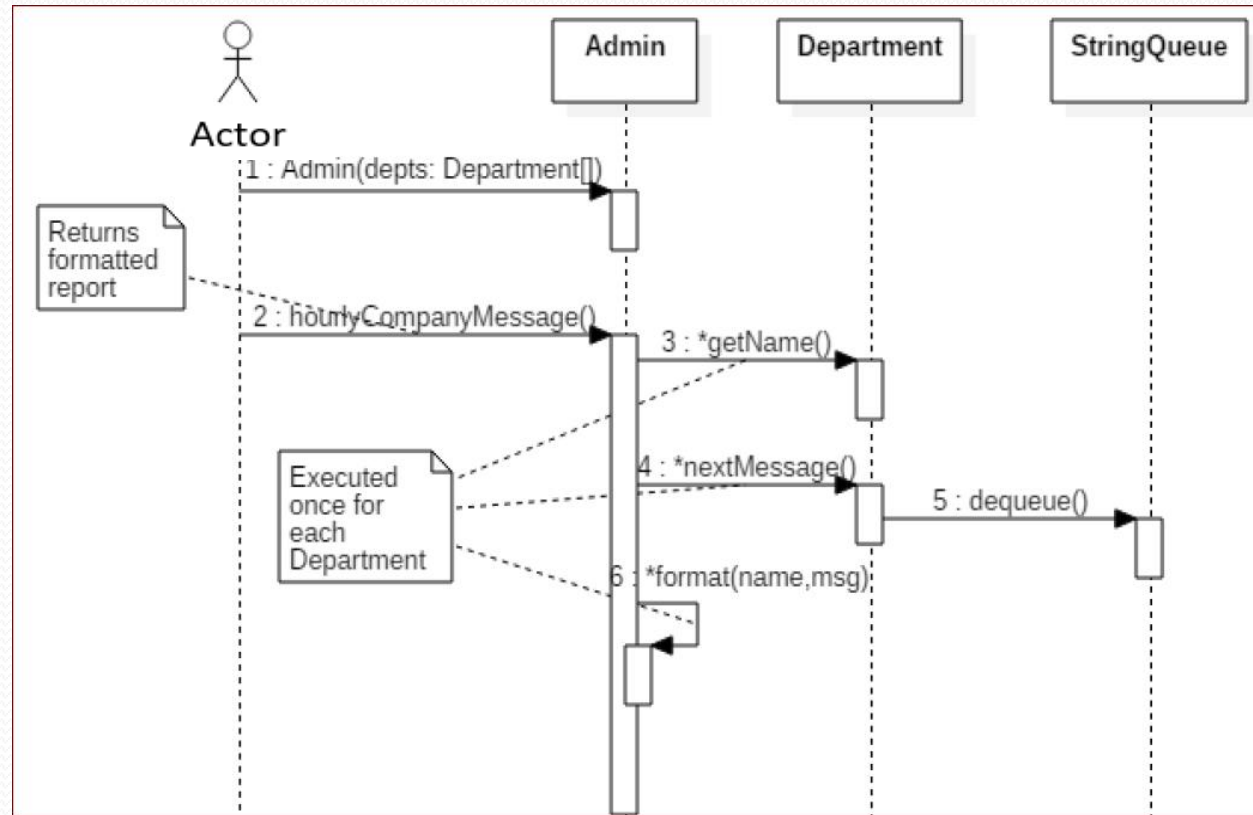 Admin
Department
StringQueue
Actor
1 : Admin(depts: Department[])
Returns
formatted
report
2 : hourlyCompanyMessage()
3 : *getName()
Executed
once for
each
Department
4 : *nextMessage()
5 : dequeue()
6 : *format(name,msg)